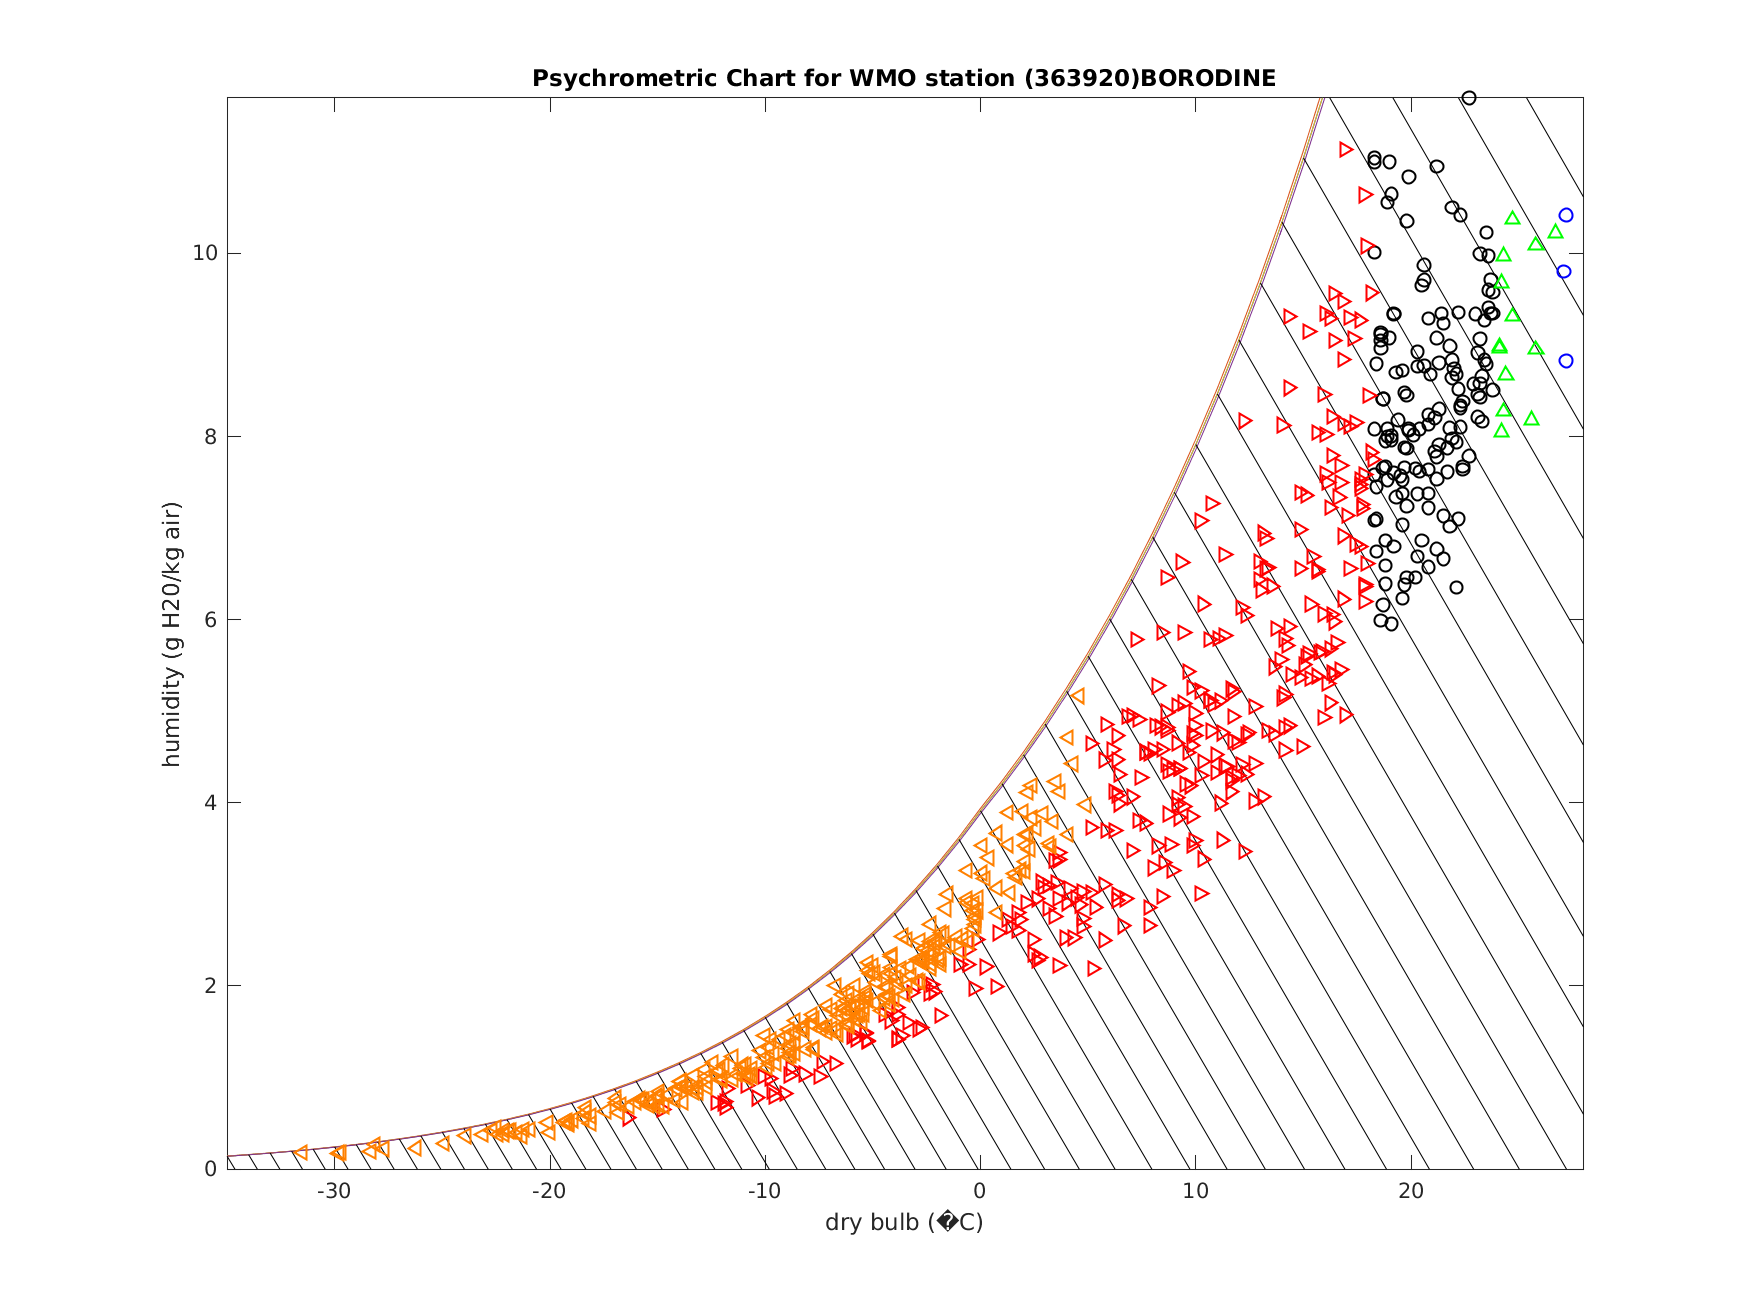 Psychrometric Chart for WMO station (363920)BORODINE
humidity (g H20/kg air)
10
8
6
4
2
0
-30 -20 -10 0 10 20
dry bulb (�C)